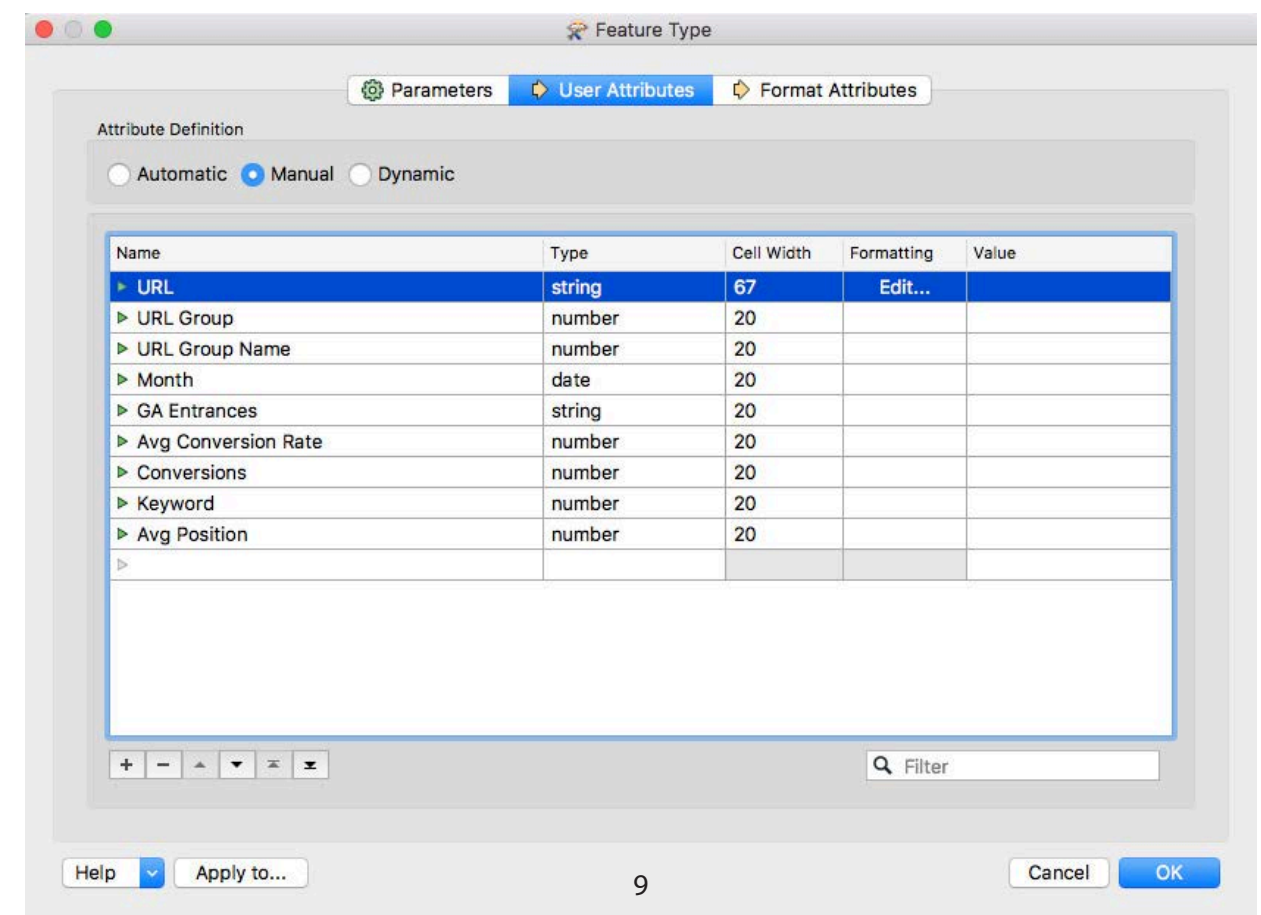 Feature Type
Parameters User Attributes Format Attributes
Attribute Definition
Automatic Manual Dynamic
Name Type Cell Width Formatting Value
URL string 67 Edit...
URL Group number 20
URL Group Name number 20
Month date 20
GA Entrances string 20
Avg Conversion Rate number 20
Conversions number 20
Keyword number 20
Avg Position number 20
Filter
Help Apply to... 9 Cancel OK